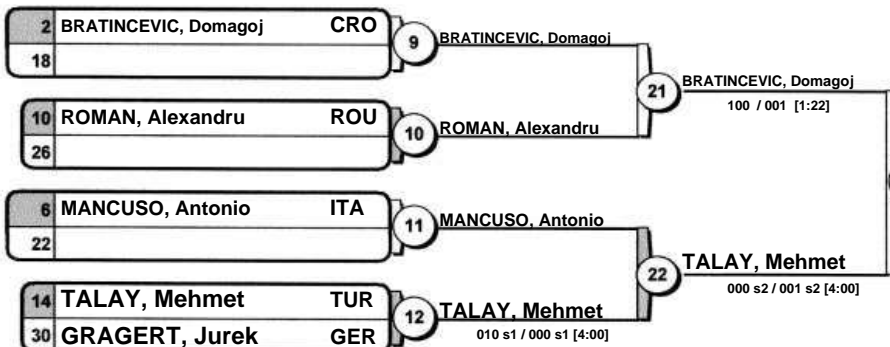 2 BRATINCEVIC, Domagoj CRO
18
9
BRATINCEVIC, Domagoj
10 ROMAN, Alexandru ROU
26
10
ROMAN, Alexandru
21
BRATINCEVIC, Domagoj
100 / 001 [1:22]
6 MANCUSO, Antonio ITA
22
11
MANCUSO, Antonio
14 TALAY, Mehmet TUR
30 GRAGERT, Jurek GER
12
TALAY, Mehmet
010 s1 / 000 s1 [4:00]
22
TALAY, Mehmet
000 s2 / 001 s2 [4:00]